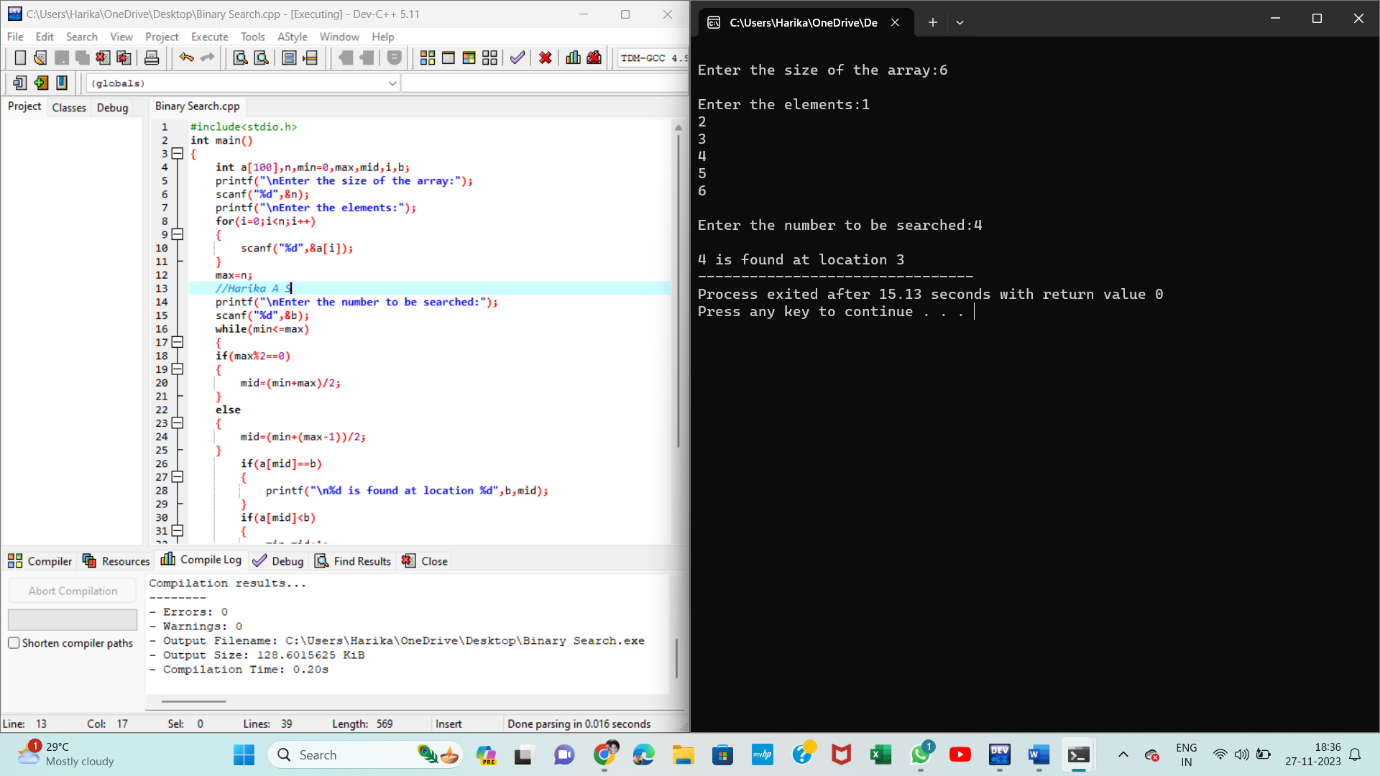 C:\Users\Harika\OneDrive\Desktop\Binary Search.cpp - [Executing] - Dev-C++ 5.11
File Edit Search View Project Execute Tools AStyle Window Help
TDM-GCC 4.9
(globals)
Project Classes Debug
Binary Search.cpp
1 #include<stdio.h>
2 int main()
3 {
4 int a[100],n,min=0,max,mid,i,b;
5 printf("\nEnter the size of the array:");
6 scanf("%d",&n);
7 printf("\nEnter the elements:");
8 for(i=0;i<n;i++)
9 {
10 scanf("%d",&a[i]);
11 }
12 max=n;
13 //Harika A S
14 printf("\nEnter the number to be searched:");
15 scanf("%d",&b);
16 while(min<=max)
17 {
18 if(max%2==0)
19 {
20 mid=(min+max)/2;
21 }
22 else
23 {
24 mid=(min+(max-1))/2;
25 }
26 if(a[mid]==b)
27 {
28 printf("\n%d is found at location %d",b,mid);
29 }
30 if(a[mid]<b)
31 {
Compiler Resources Compile Log Debug Find Results Close
Abort Compilation
Shorten compiler paths
Compilation results...
--------
- Errors: 0
- Warnings: 0
- Output Filename: C:\Users\Harika\OneDrive\Desktop\Binary Search.exe
- Output Size: 128.6015625 KiB
- Compilation Time: 0.20s
Line: 13 Col: 17 Sel: 0 Lines: 39 Length: 569 Insert Done parsing in 0.016 seconds
C:\Users\Harika\OneDrive\De
Enter the size of the array:6
Enter the elements:1
2
3
4
5
6
Enter the number to be searched:4
4 is found at location 3
--------------------------------
Process exited after 15.13 seconds with return value 0
Press any key to continue . . .
1
29°C
Mostly cloudy
Search
PRE
myhp
1
DEV
ENG
IN
18:36
27-11-2023